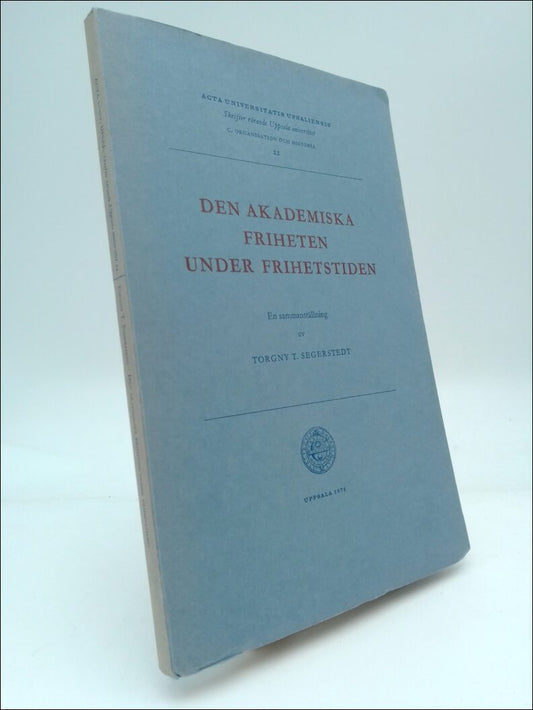 ACTA UNIVERSITATIS UPSALIENSIS
Skrifter rörande Uppsala universitet
C. ORGANISATION OCH HISTORIA
22
DEN AKADEMISKA
FRIHETEN
UNDER FRIHETSTIDEN
En sammanställning
av
TORGNY T. SEGERSTEDT
UPPSALA